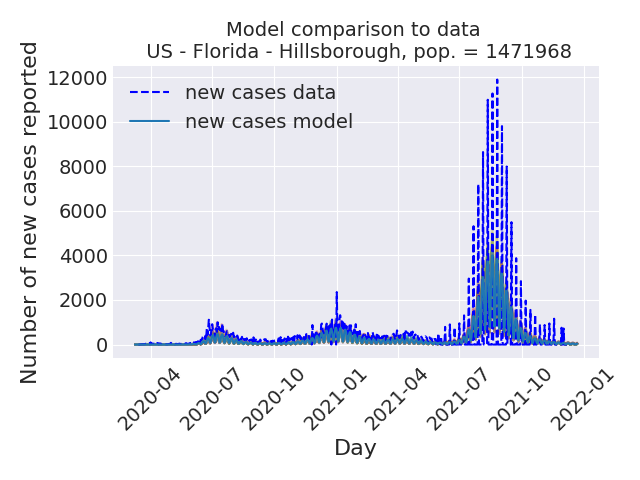 Model comparison to data
US - Florida - Hillsborough, pop. = 1471968
Number of new cases reported
12000
10000
8000
6000
4000
2000
0
new cases data
new cases model
2020-04
2020-07
2020-10
2021-01
2021-04
2021-07
2021-10
2022-01
Day